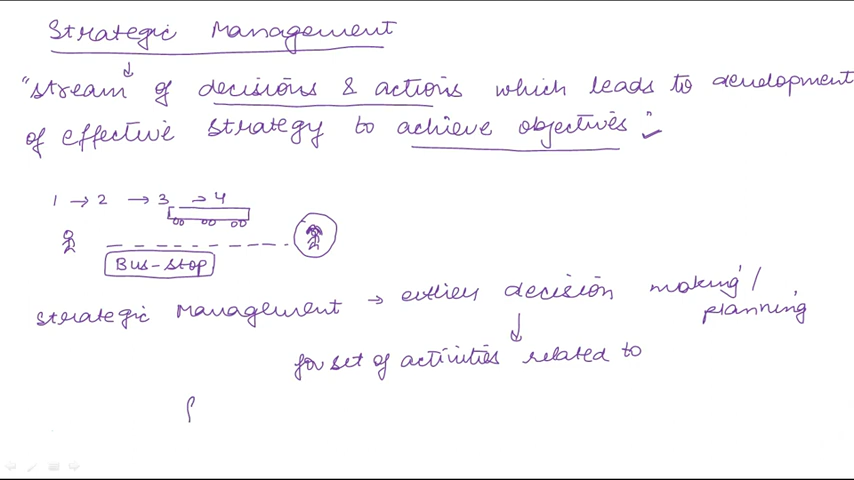 Strategic Management
"stream of decisions & actions which leads to development
of effective strategy to achieve objectives".
1 → 2 → 3 → 4
Bus-stop
strategic Management → decision making/
planning
for set of activities related to